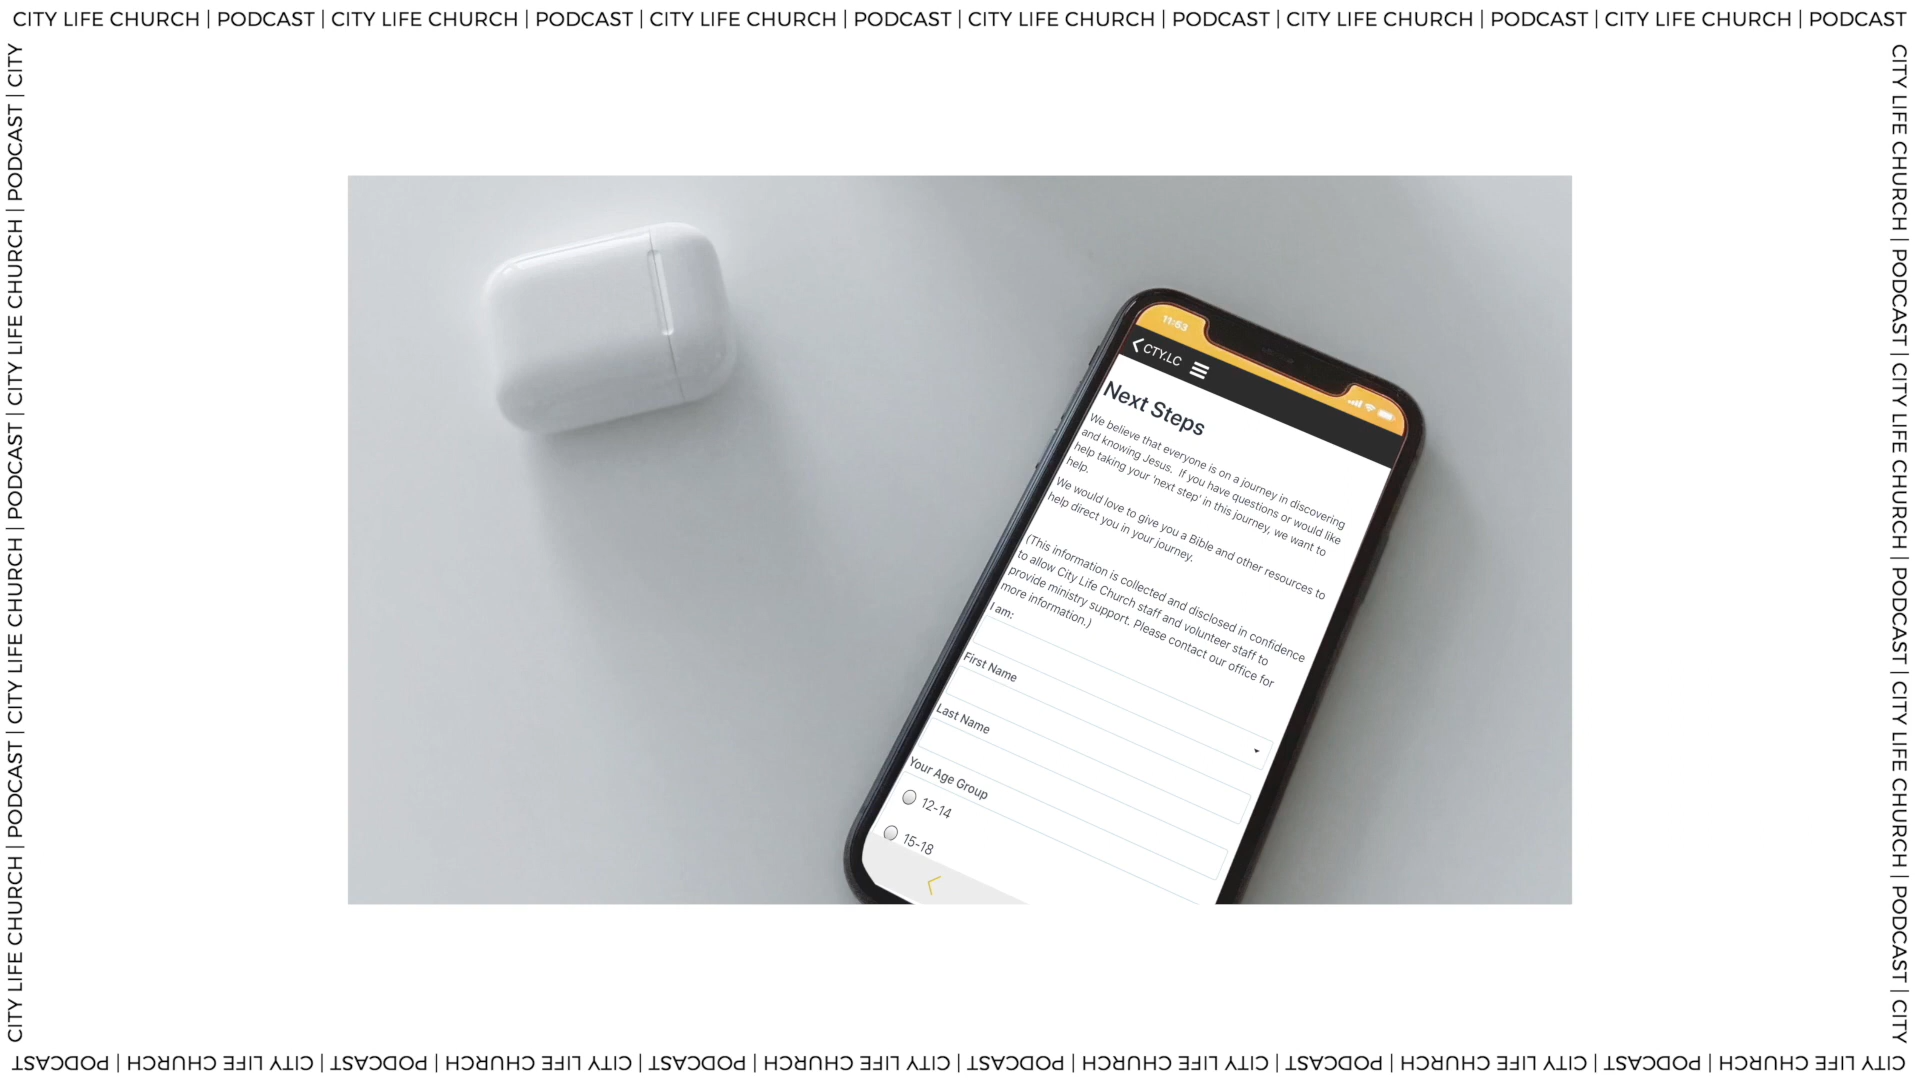 CITY LIFE CHURCH | PODCAST | CITY LIFE CHURCH | PODCAST | CITY LIFE CHURCH | PODCAST | CITY LIFE CHURCH | PODCAST | CITY LIFE CHURCH | PODCAST | CITY LIFE CHURCH | PODCAST
CITY LIFE CHURCH | PODCAST | CITY LIFE CHURCH | PODCAST | CITY LIFE CHURCH | PODCAST | CITY
11:53
CTY.LC
Next Steps
We believe that everyone is on a journey in discovering
and knowing Jesus. If you have questions or would like
help taking your 'next step' in this journey, we want to
help.
We would love to give you a Bible and other resources to
help direct you in your journey.
(This information is collected and disclosed in confidence
to allow City Life Church staff and volunteer staff to
provide ministry support. Please contact our office for
more information.)
I am:
First Name
Last Name
Your Age Group
12-14
15-18
CITY LIFE CHURCH | PODCAST | CITY LIFE CHURCH | PODCAST | CITY LIFE CHURCH | PODCAST | CITY
CITY LIFE CHURCH | PODCAST | CITY LIFE CHURCH | PODCAST | CITY LIFE CHURCH | PODCAST | CITY LIFE CHURCH | PODCAST | CITY LIFE CHURCH | PODCAST | CITY LIFE CHURCH | PODCAST